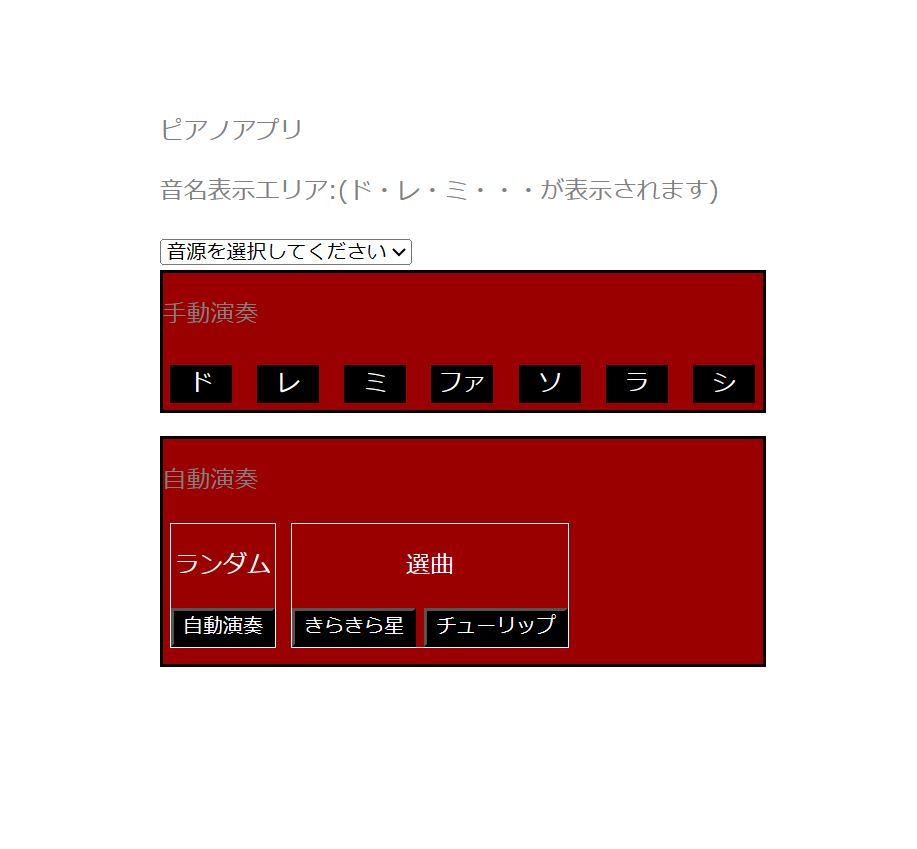 ピアノアプリ
音名表示エリア:(ド・レ・ミ・・・が表示されます)
音源を選択してください
手動演奏
ド レ ミ ファ ソ ラ シ
自動演奏
ランダム 選曲
自動演奏 きらきら星 チューリップ